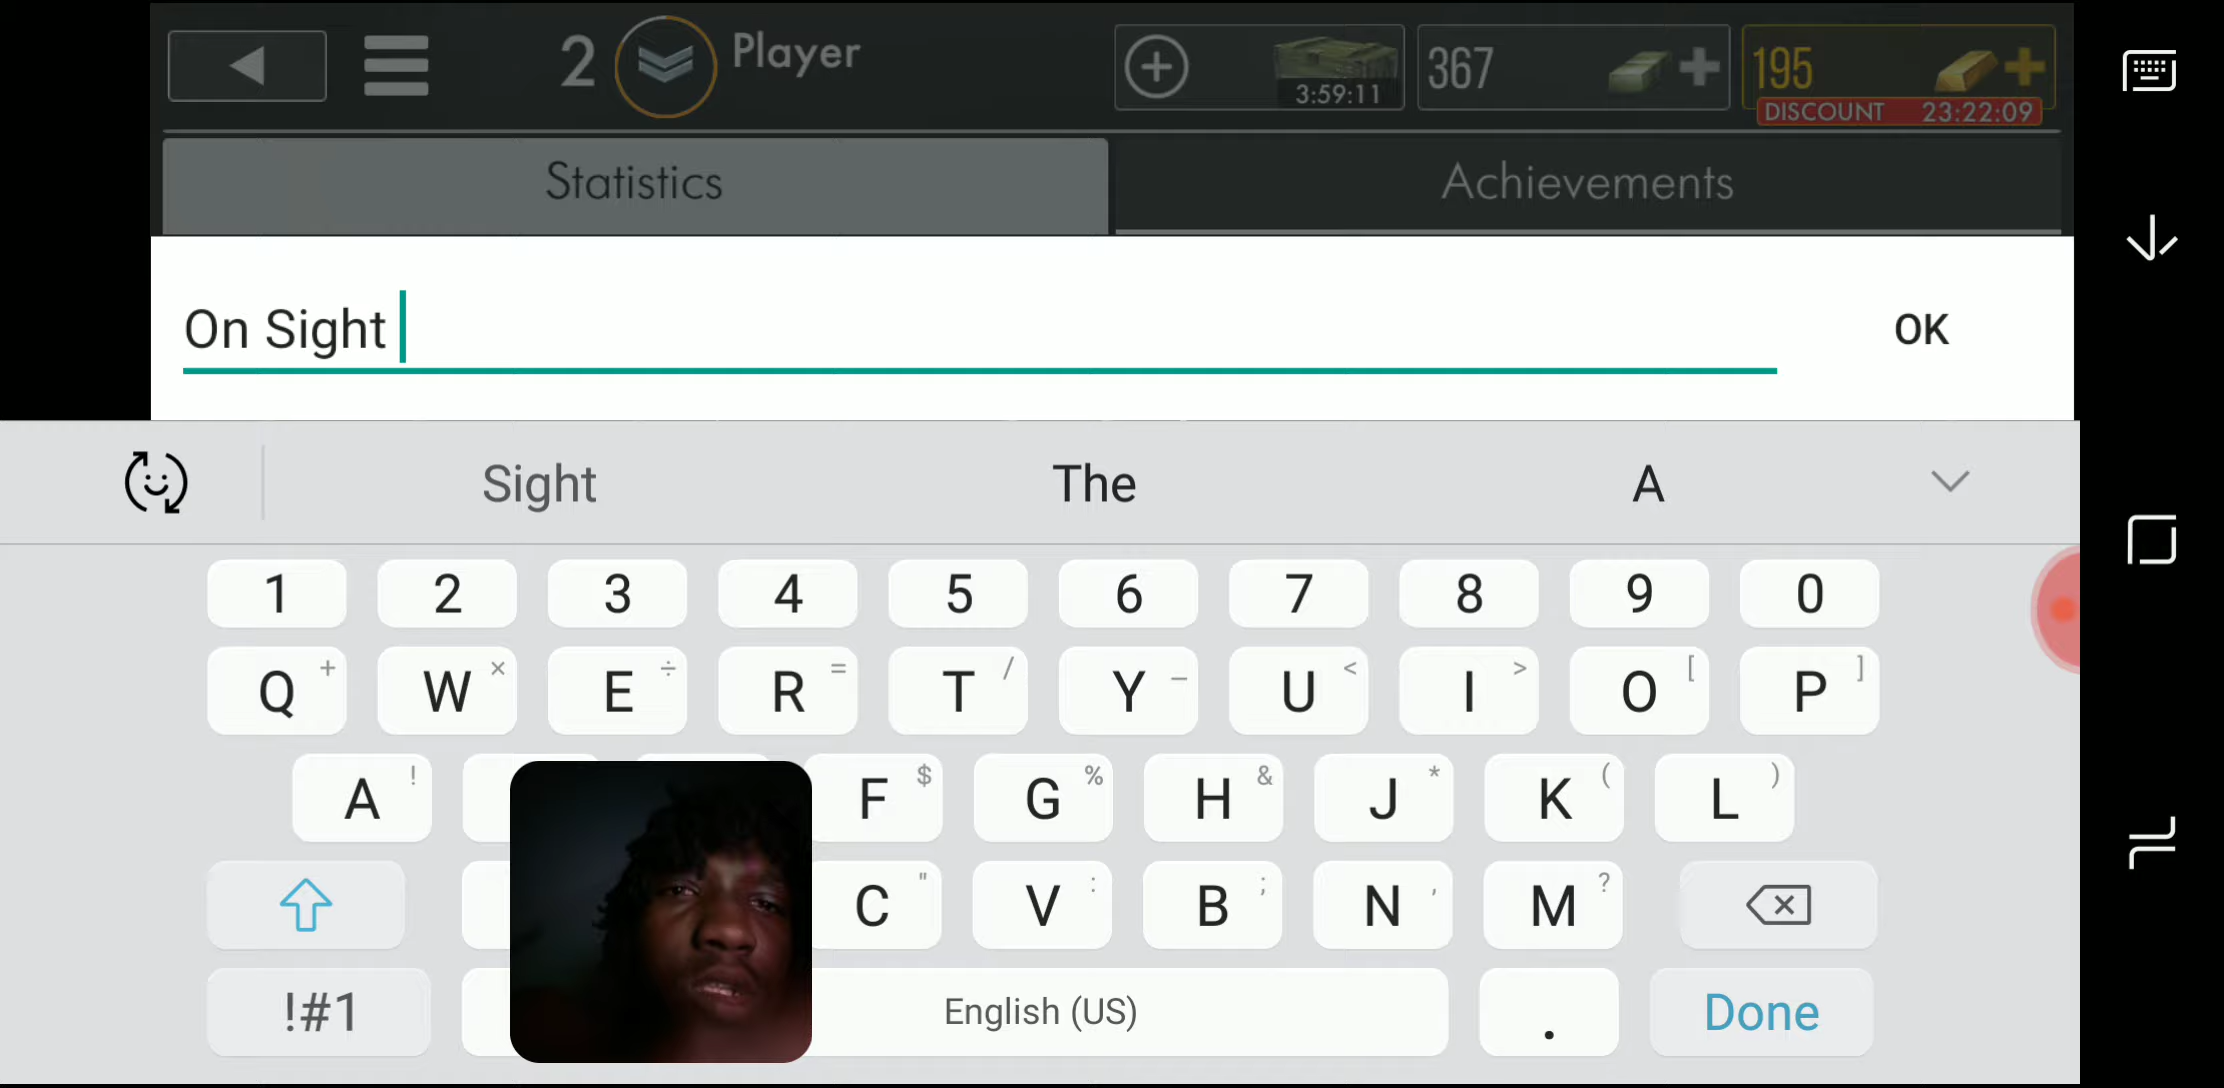 2 Player 3:59:11 367 195
DISCOUNT 23:22:09
Statistics Achievements
On Sight OK
Sight The A
1 2 3 4 5 6 7 8 9 0
Q + W × E ÷ R = T / Y _ U < I > O [ P ]
A ! F $ G % H & J * K ( L )
C " V : B ; N , M ?
!#1 English (US) . Done